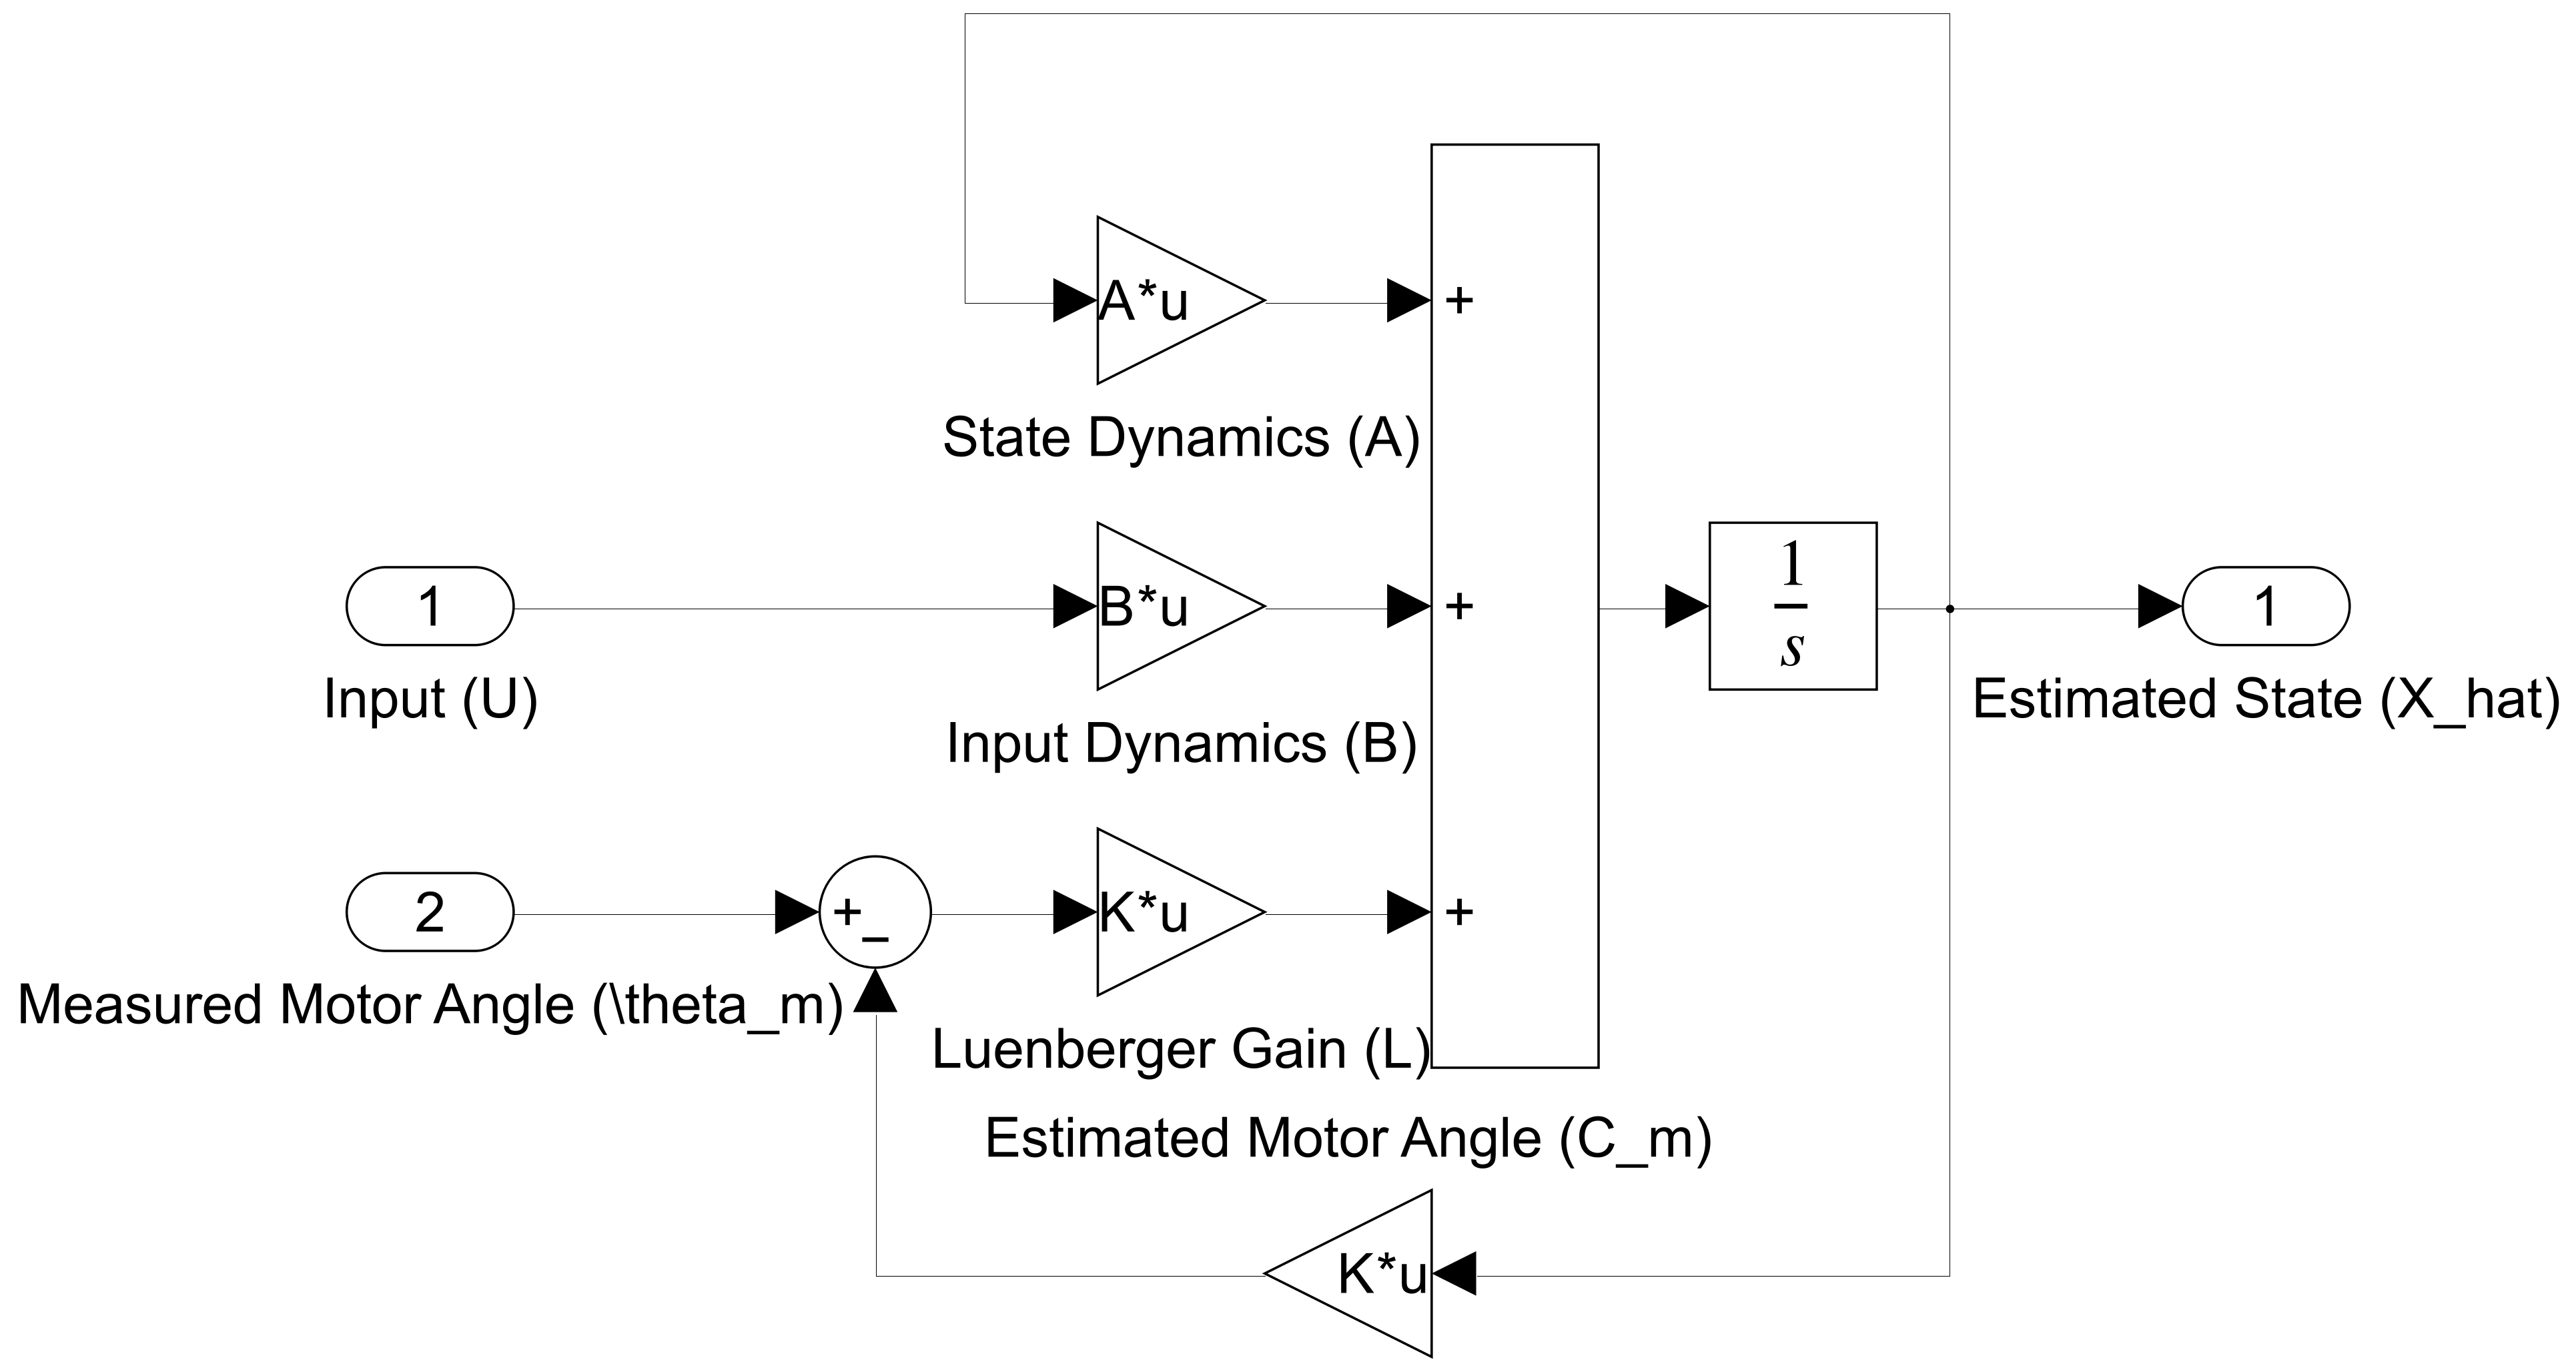 A*u
+
State Dynamics (A)
1
B*u
+
1
s
1
Input (U)
Input Dynamics (B)
Estimated State (X_hat)
2
+
−
K*u
+
Measured Motor Angle (\theta_m)
Luenberger Gain (L)
Estimated Motor Angle (C_m)
K*u